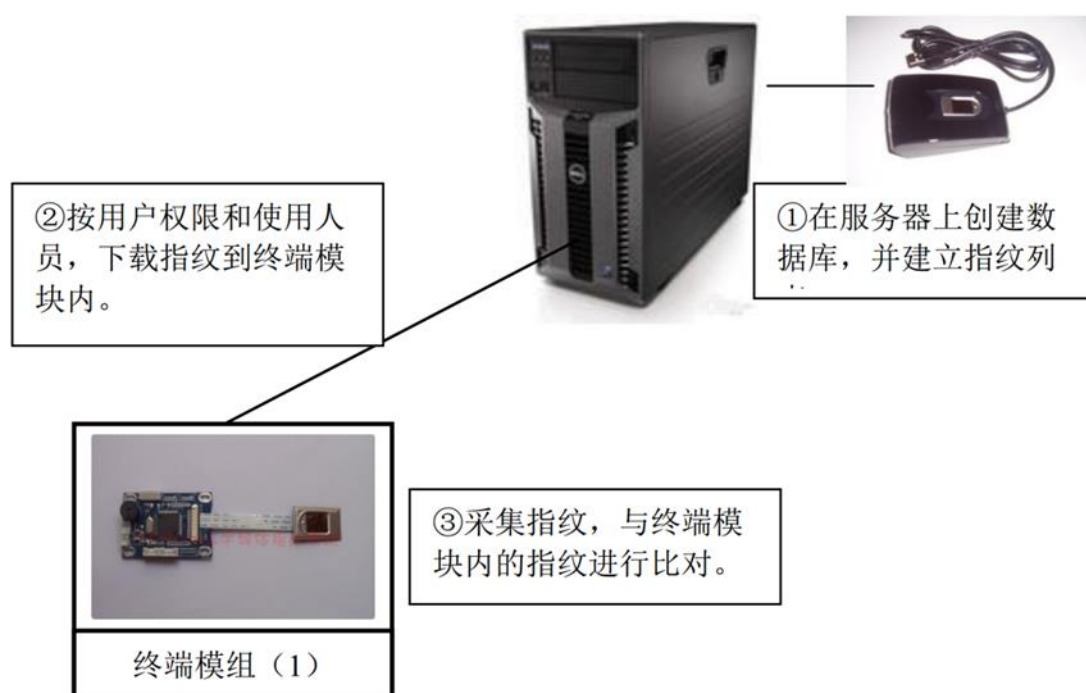 ①在服务器上创建数
据库，并建立指纹列
②按用户权限和使用人
员，下载指纹到终端模
块内。
③采集指纹，与终端模
块内的指纹进行比对。
终端模组（1）